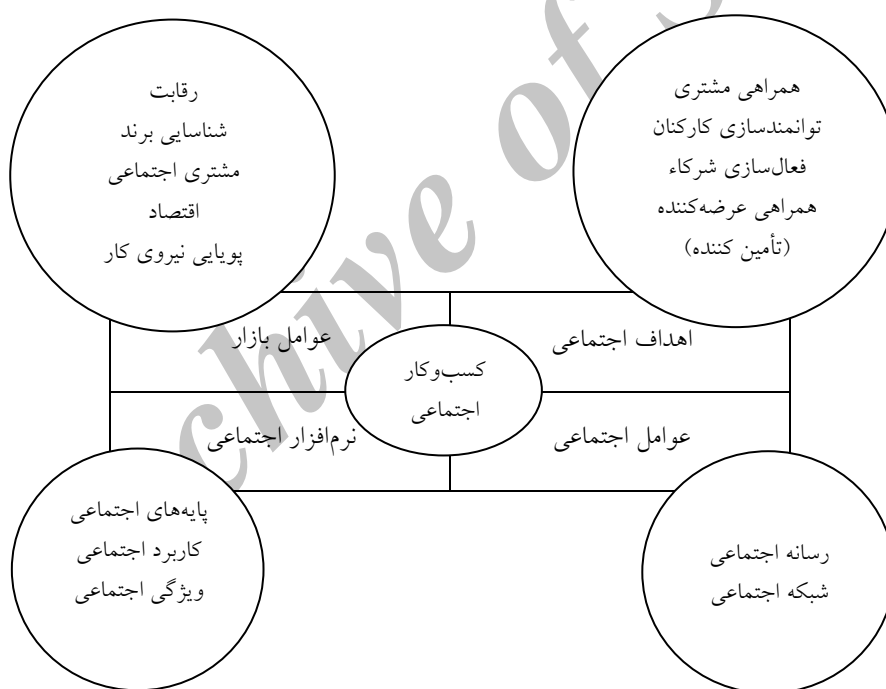 همراهی مشتری
توانمندسازی کارکنان
فعال‌سازی شرکاء
همراهی عرضه‌کننده
(تأمین کننده)
رقابت
شناسایی برند
مشتری اجتماعی
اقتصاد
پویایی نیروی کار
اهداف اجتماعی
عوامل بازار
کسب‌وکار
اجتماعی
عوامل اجتماعی
نرم‌افزار اجتماعی
رسانه اجتماعی
شبکه اجتماعی
پایه‌های اجتماعی
کاربرد اجتماعی
ویژگی اجتماعی
chive of